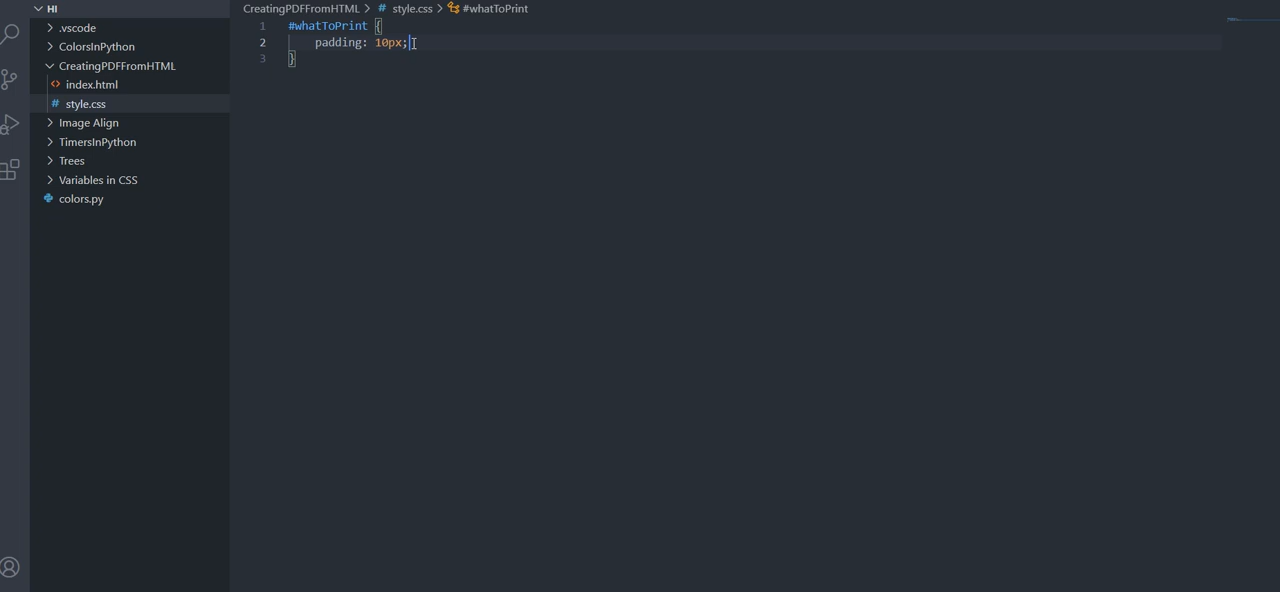 HI
.vscode
ColorsInPython
CreatingPDFFromHTML
index.html
# style.css
Image Align
TimersInPython
Trees
Variables in CSS
colors.py
CreatingPDFFromHTML > # style.css > #whatToPrint
1 #whatToPrint {
2 padding: 10px;
3 }